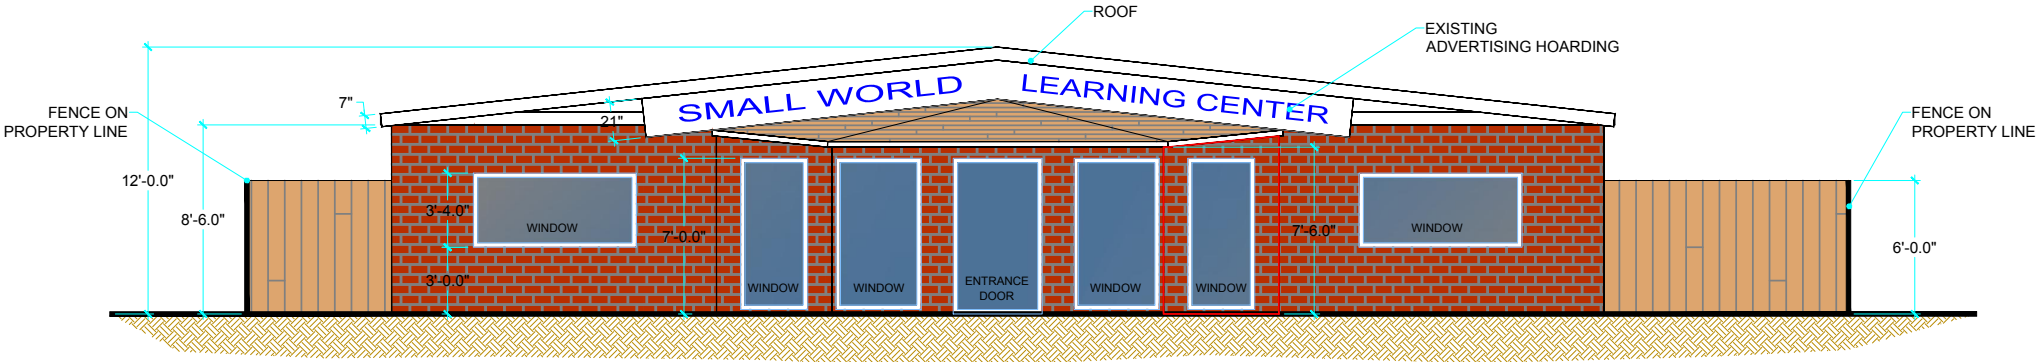 ROOF
EXISTING
ADVERTISING HOARDING
SMALL WORLD LEARNING CENTER
7"
21"
FENCE ON
PROPERTY LINE
FENCE ON
PROPERTY LINE
12'-0.0"
8'-6.0"
3'-4.0"
7'-0.0"
7'-6.0"
6'-0.0"
WINDOW
WINDOW
3'-0.0"
WINDOW
WINDOW
ENTRANCE
DOOR
WINDOW
WINDOW